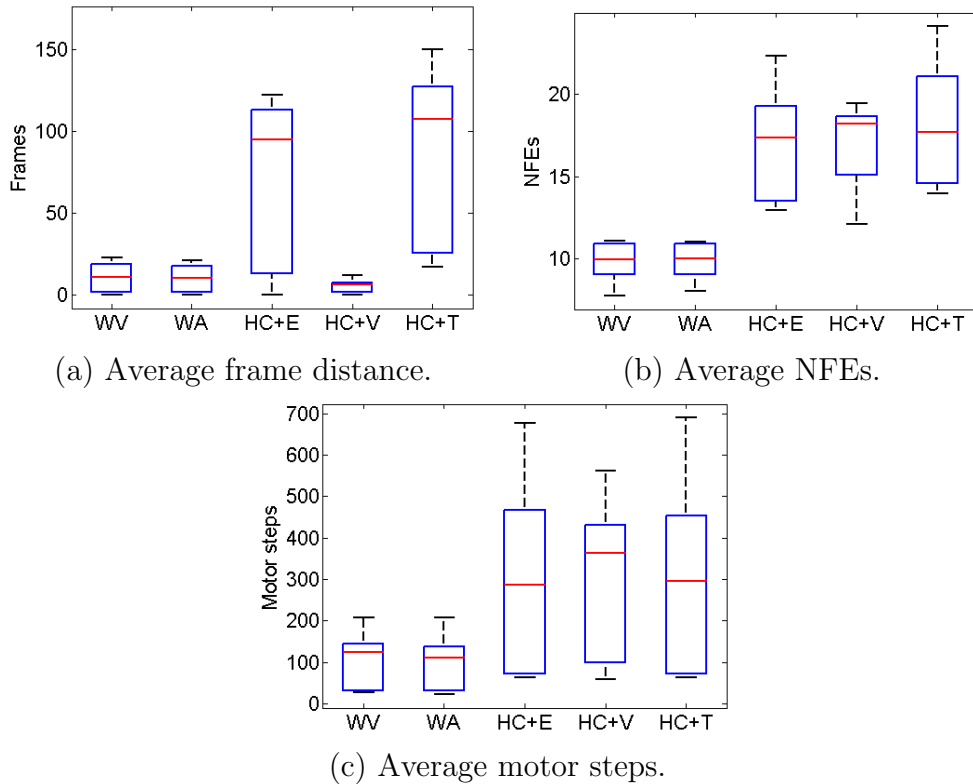 150
100
50
0
Frames
WV WA HC+E HC+V HC+T
(a) Average frame distance.
20
15
10
NFEs
WV WA HC+E HC+V HC+T
(b) Average NFEs.
700
600
500
400
300
200
100
0
Motor steps
WV WA HC+E HC+V HC+T
(c) Average motor steps.